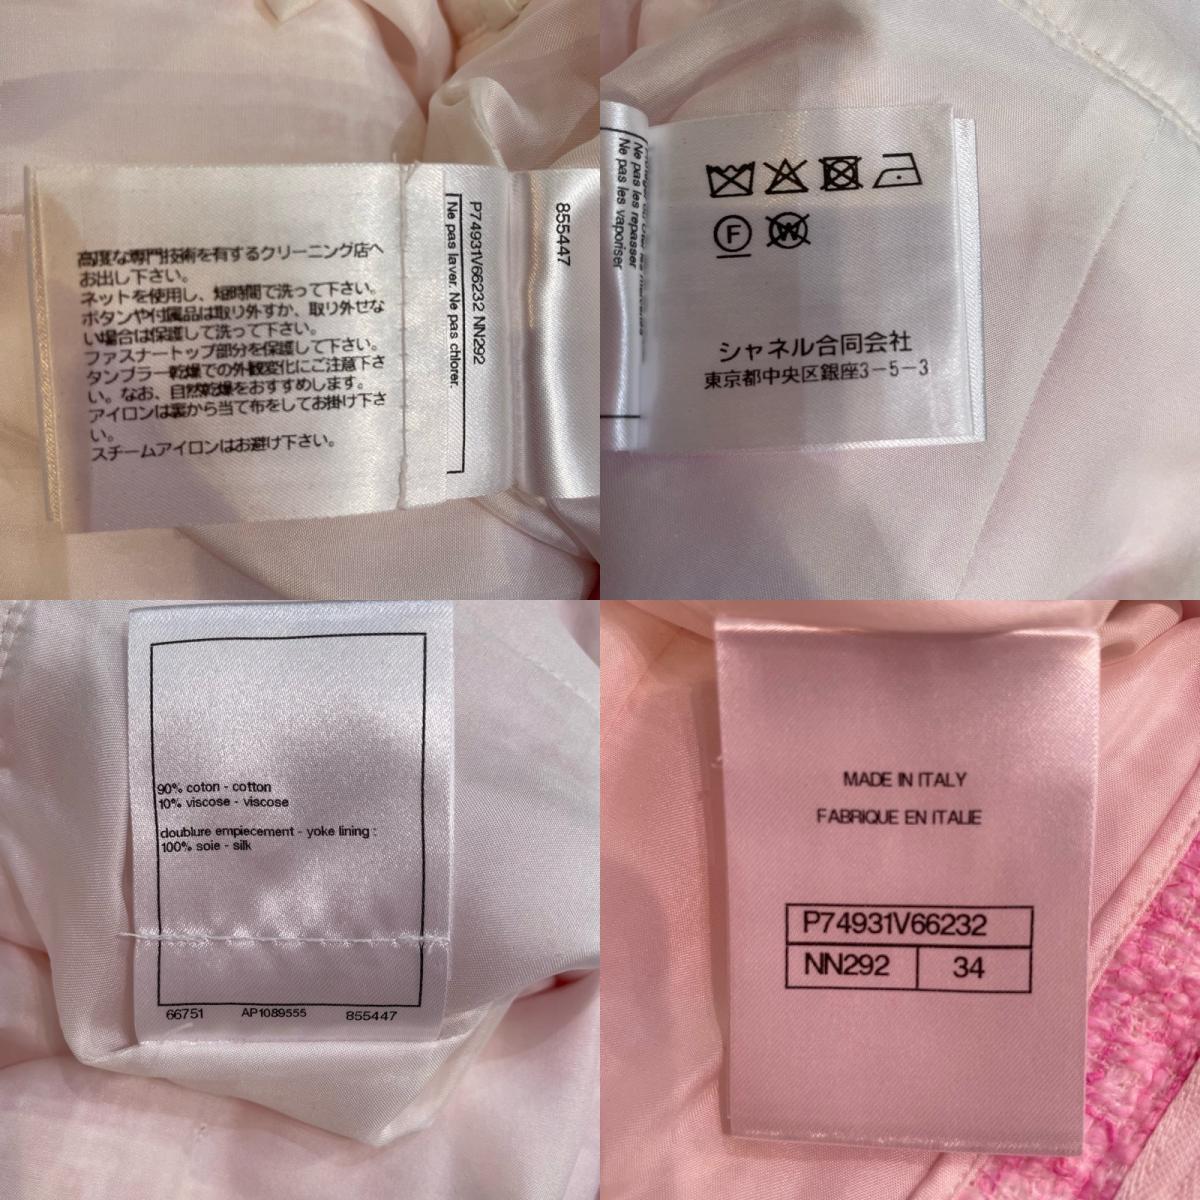 高度な専門技術を有するクリーニング店へ
お出し下さい。
ネットを使用し、短時間で洗って下さい。
ボタンや付属品は取り外すか、取り外せな
い場合は保護して洗って下さい。
ファスナートップ部分を保護して下さい。
タンブラー乾燥での外観変化にご注意下さ
い。なお、自然乾燥をおすすめします。
アイロンは裏から当て布をしてお掛け下さ
い。
スチームアイロンはお避け下さい。
P74931V66232 NN292
Ne pas laver. Ne pas chlorer.
855447
Ne pas les repasser
Ne pas les vaporiser
F
W
シャネル合同会社
東京都中央区銀座3-5-3
90% coton - cotton
10% viscose - viscose
doublure empiecement - yoke lining :
100% soie - silk
66751 AP1089555 855447
MADE IN ITALY
FABRIQUE EN ITALIE
P74931V66232
NN292 34